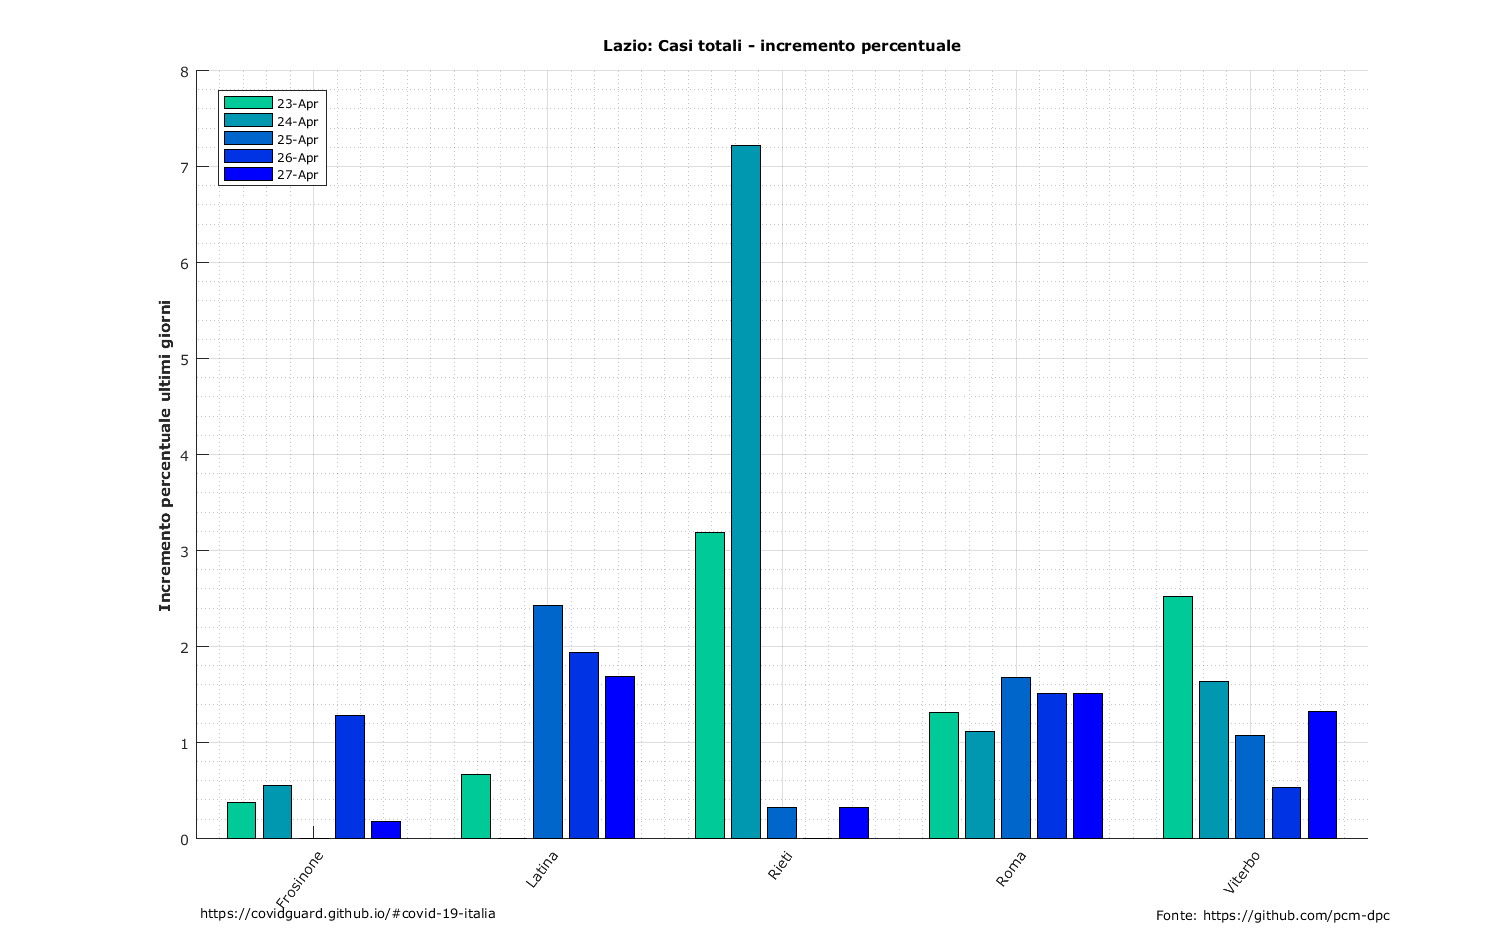 Lazio: Casi totali - incremento percentuale
8
7
6
5
4
3
2
1
0
Incremento percentuale ultimi giorni
23-Apr
24-Apr
25-Apr
26-Apr
27-Apr
Frosinone
Latina
Rieti
Roma
Viterbo
https://covidguard.github.io/#covid-19-italia
Fonte: https://github.com/pcm-dpc